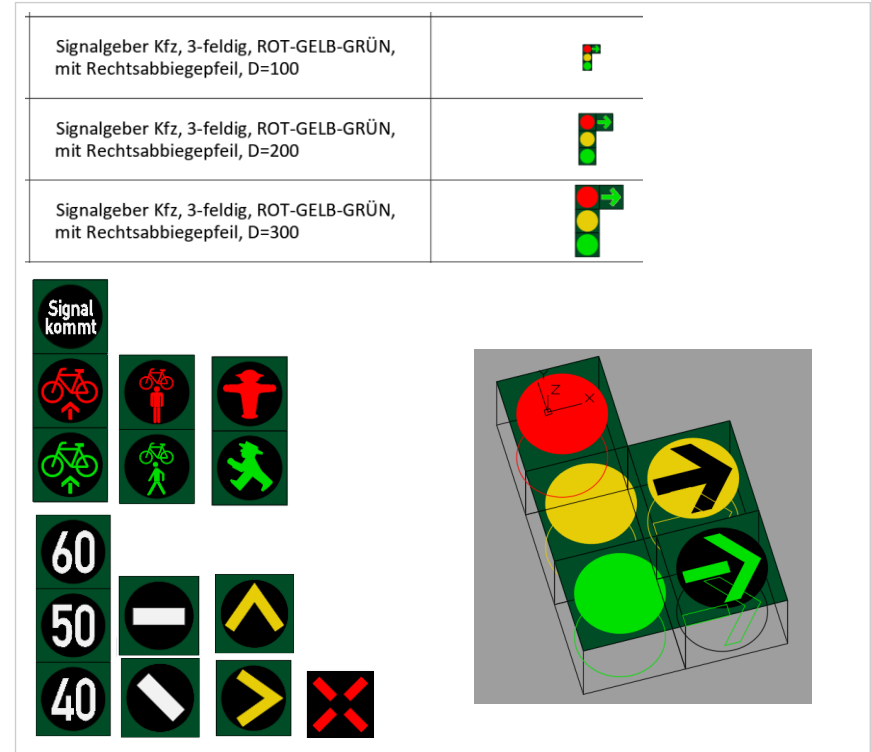 Signalgeber Kfz, 3-feldig, ROT-GELB-GRÜN,
mit Rechtsabbiegepfeil, D=100
Signalgeber Kfz, 3-feldig, ROT-GELB-GRÜN,
mit Rechtsabbiegepfeil, D=200
Signalgeber Kfz, 3-feldig, ROT-GELB-GRÜN,
mit Rechtsabbiegepfeil, D=300
Signal
kommt
Y
Z
X
60
50
40